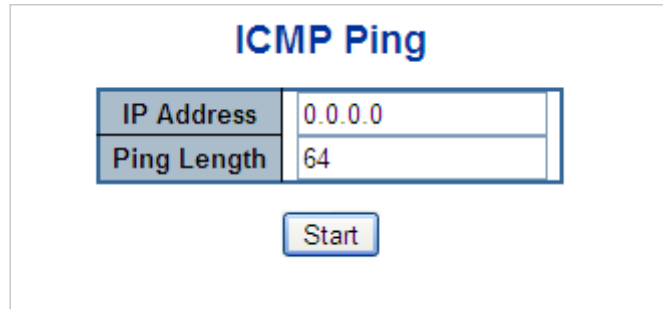 ICMP Ping
IP Address 0.0.0.0
Ping Length 64
Start